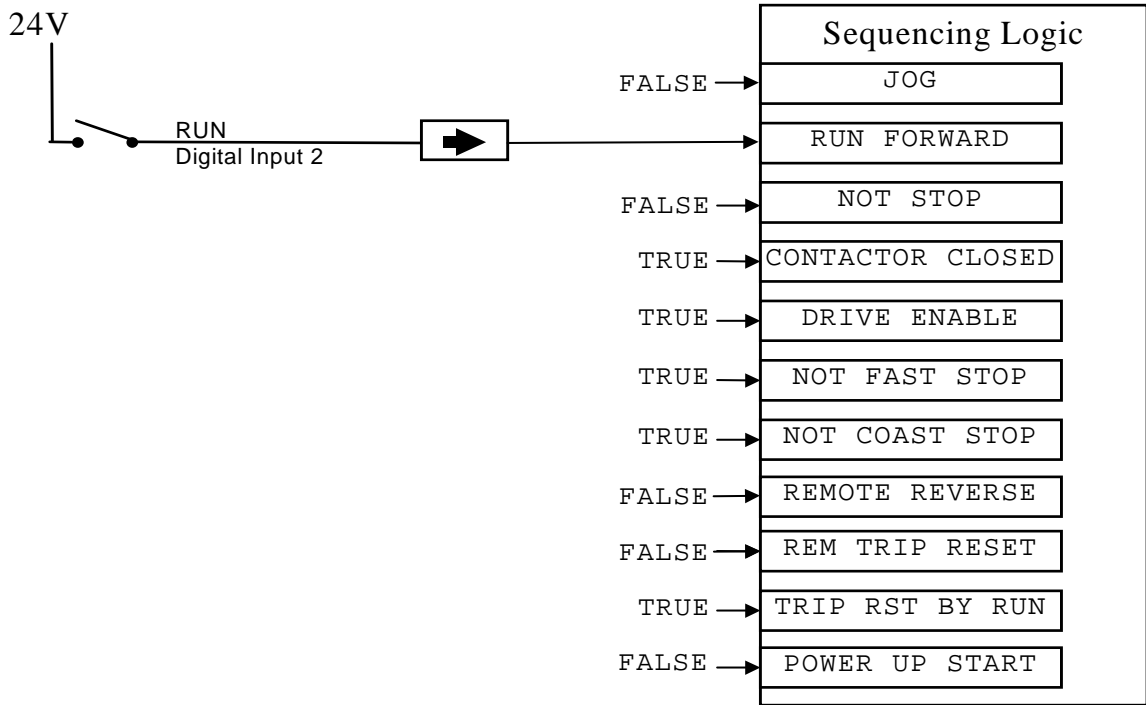 24V
Sequencing Logic
FALSE JOG
RUN
Digital Input 2
RUN FORWARD
FALSE NOT STOP
TRUE CONTACTOR CLOSED
TRUE DRIVE ENABLE
TRUE NOT FAST STOP
TRUE NOT COAST STOP
FALSE REMOTE REVERSE
FALSE REM TRIP RESET
TRUE TRIP RST BY RUN
FALSE POWER UP START